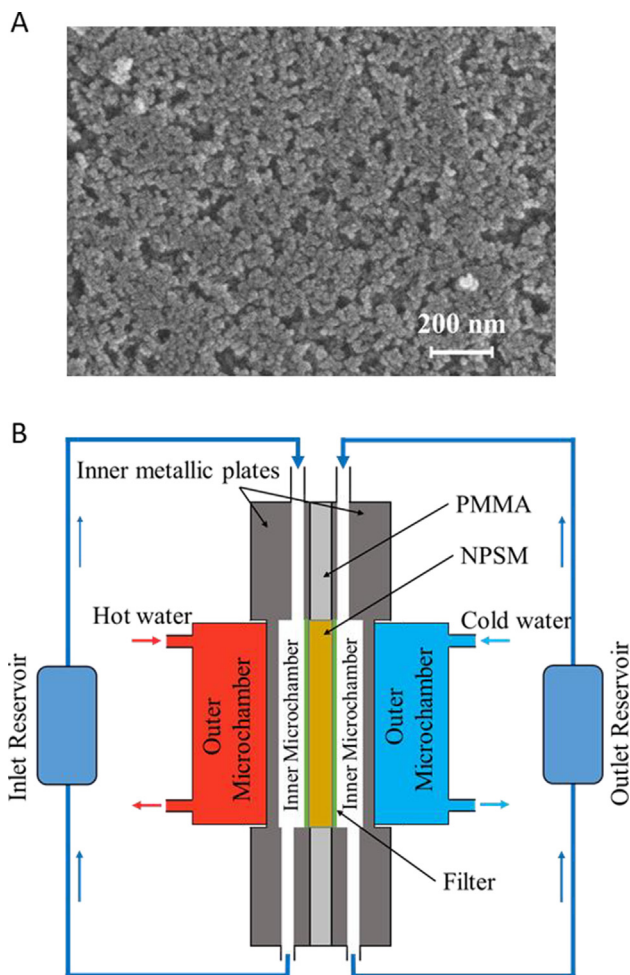 A
200 nm
B
Inner metallic plates
PMMA
NPSM
Hot water
Cold water
Inlet Reservoir
Outer
Microchamber
Inner Microchamber
Inner Microchamber
Outer
Microchamber
Outlet Reservoir
Filter